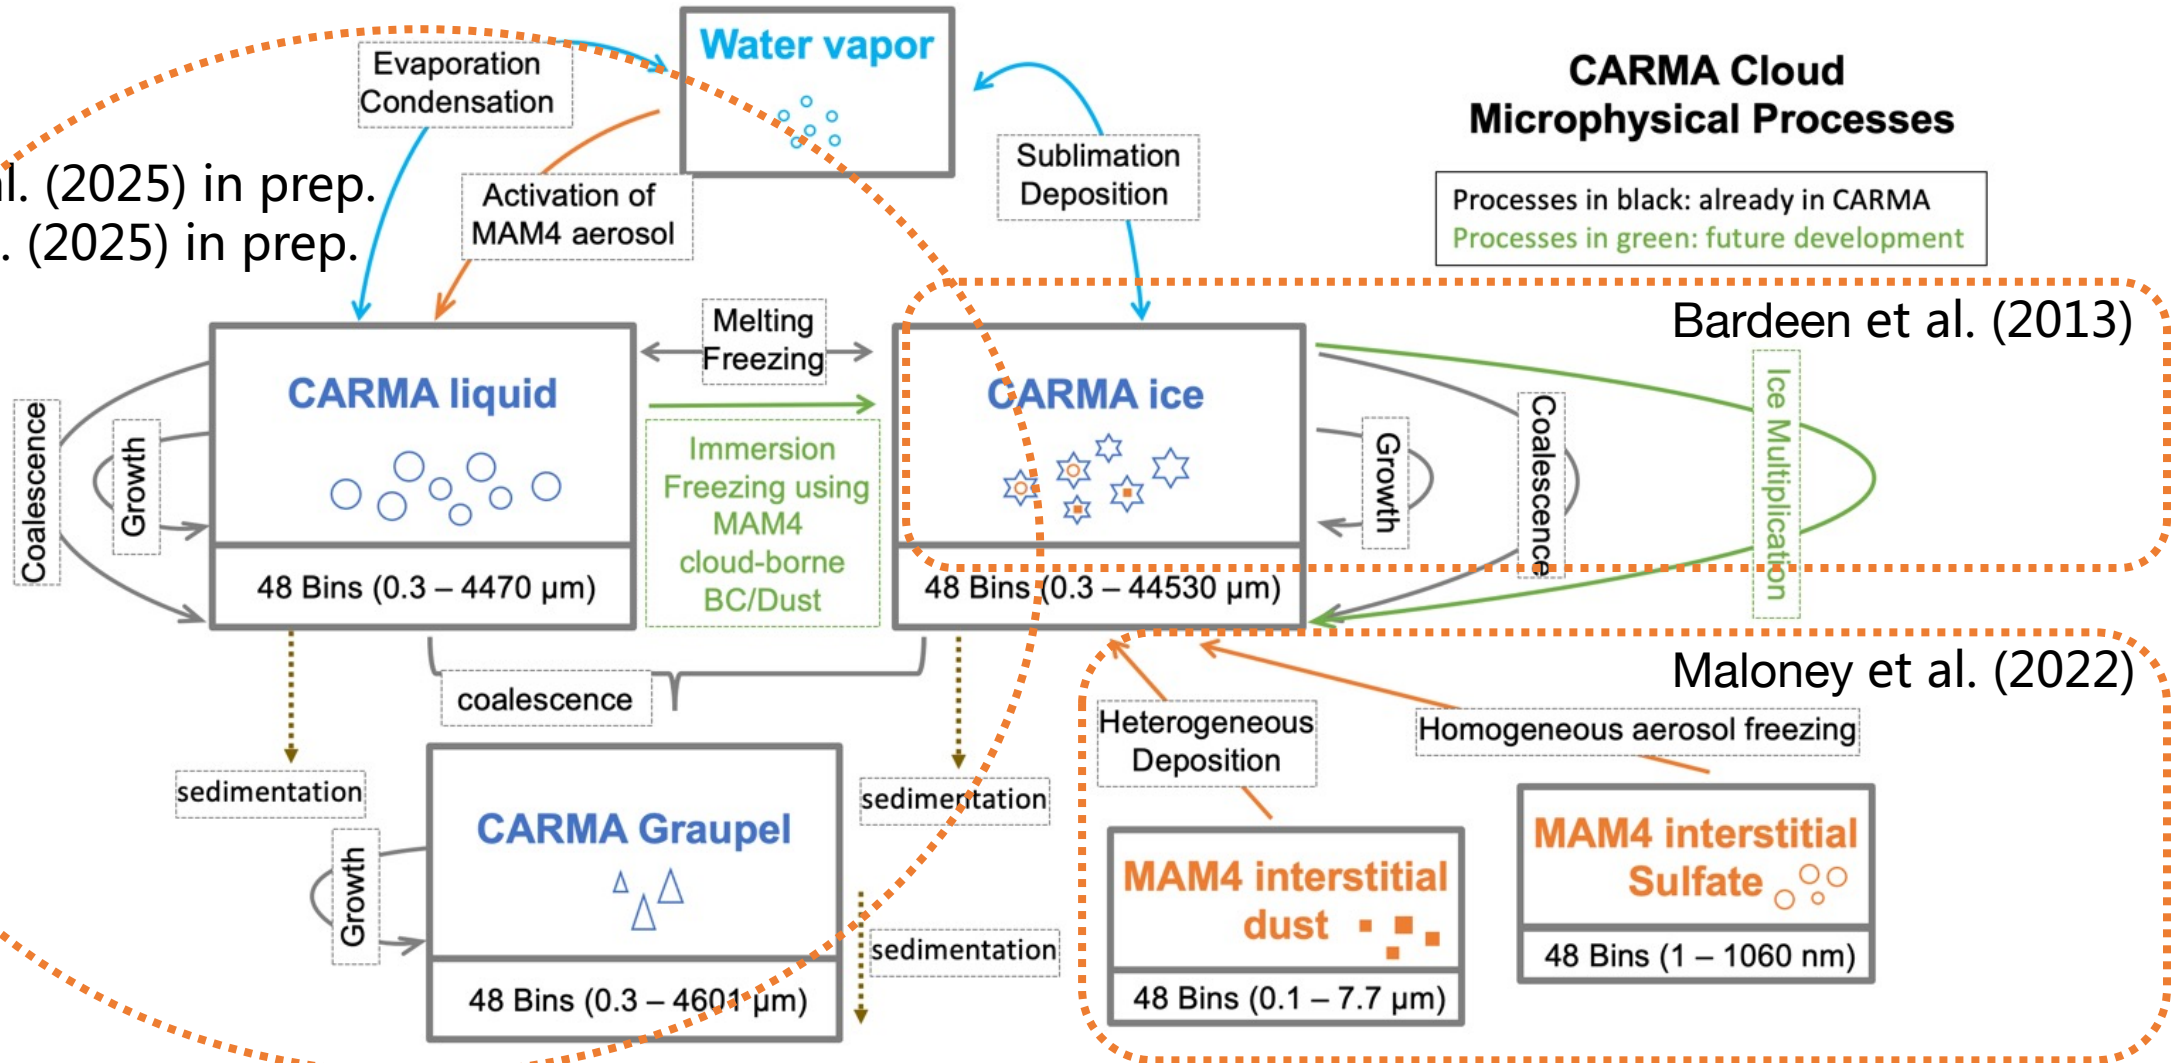 Water vapor
Evaporation
Condensation
CARMA Cloud
Microphysical Processes
Sublimation
Deposition
l. (2025) in prep.
. (2025) in prep.
Activation of
MAM4 aerosol
Processes in black: already in CARMA
Processes in green: future development
Melting
Freezing
Bardeen et al. (2013)
Coalescence
Growth
CARMA liquid
48 Bins (0.3 – 4470 µm)
Immersion
Freezing using
MAM4
cloud-borne
BC/Dust
CARMA ice
48 Bins (0.3 – 44530 µm)
Growth
Coalescence
Ice Multiplication
coalescence
Maloney et al. (2022)
Heterogeneous
Deposition
Homogeneous aerosol freezing
sedimentation
sedimentation
Growth
CARMA Graupel
48 Bins (0.3 – 4601 µm)
sedimentation
MAM4 interstitial
dust
48 Bins (0.1 – 7.7 µm)
MAM4 interstitial
Sulfate
48 Bins (1 – 1060 nm)